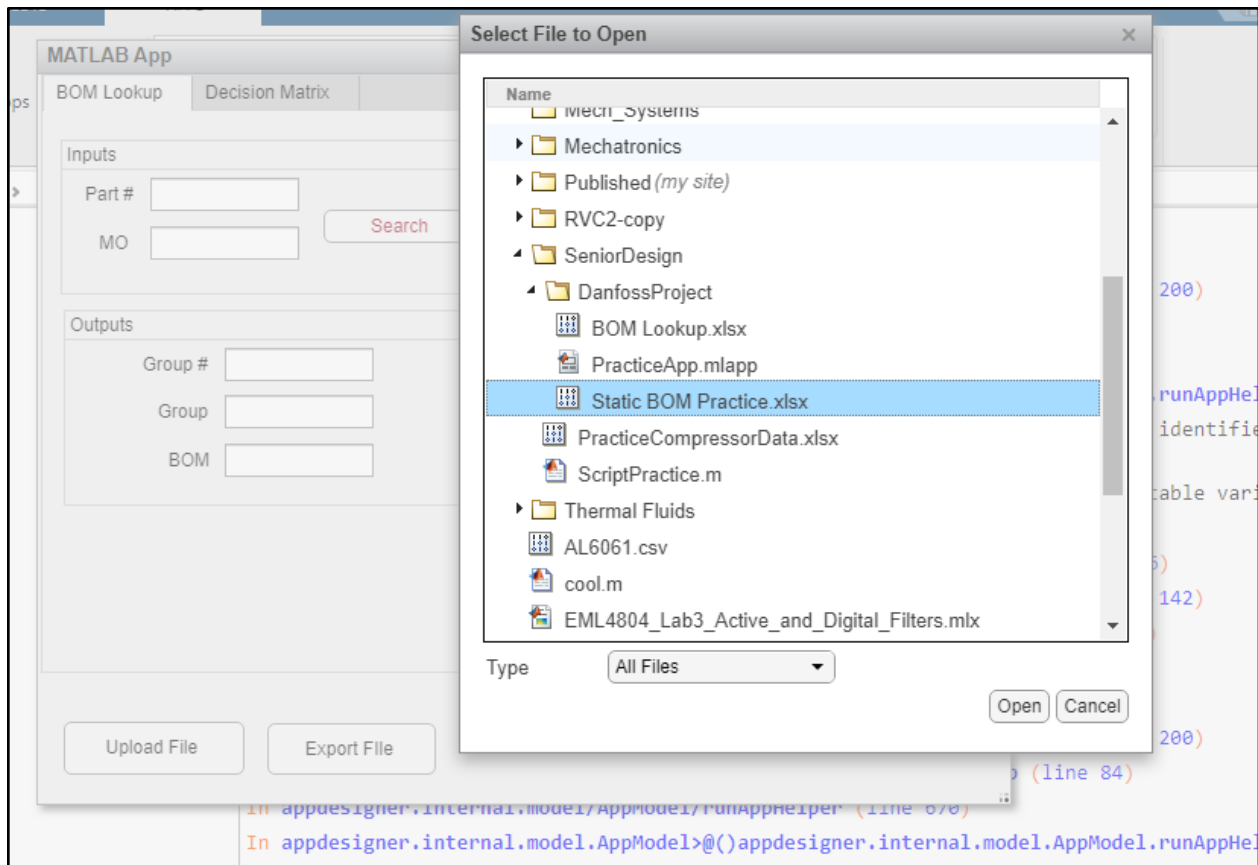 Select File to Open
MATLAB App
BOM Lookup
Decision Matrix
Inputs
Part #
MO
Search
Outputs
Group #
Group
BOM
Upload File
Export FIle
Name
Mech_Systems
Mechatronics
Published (my site)
RVC2-copy
SeniorDesign
DanfossProject
BOM Lookup.xlsx
PracticeApp.mlapp
Static BOM Practice.xlsx
PracticeCompressorData.xlsx
ScriptPractice.m
Thermal Fluids
AL6061.csv
cool.m
EML4804_Lab3_Active_and_Digital_Filters.mlx
Type
All Files
Open
Cancel
200)
.runAppHel
identifie
table vari
142)
200)
(line 84)
In appdesigner.internal.model/AppModel/runAppHelper (line 670)
In appdesigner.internal.model.AppModel>@()appdesigner.internal.model.AppModel.runAppHel